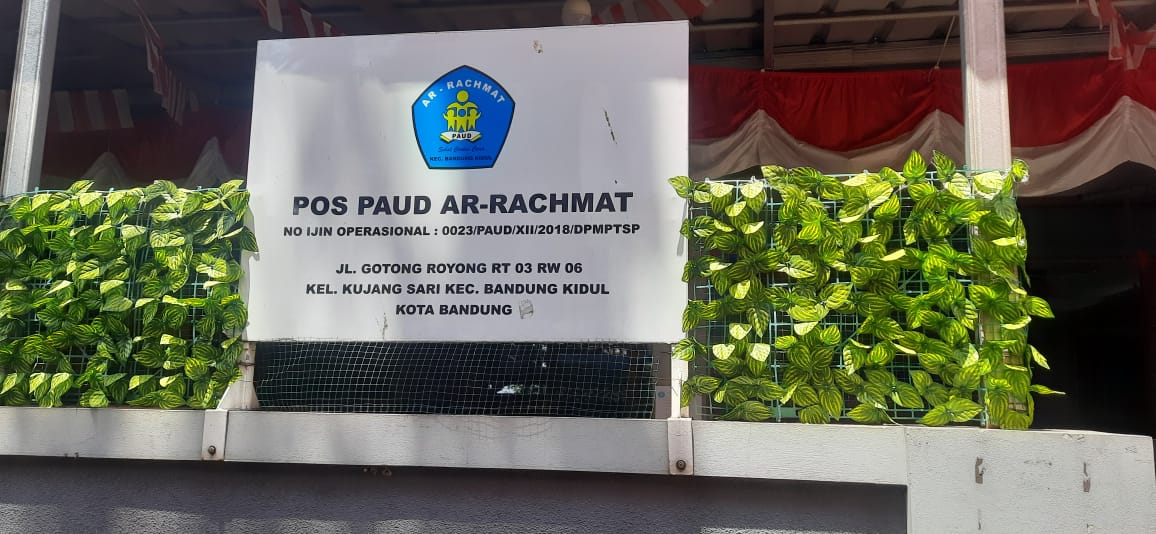 AR - RACHMAT
PAUD
KEC. BANDUNG KIDUL
POS PAUD AR-RACHMAT
NO IJIN OPERASIONAL : 0023/PAUD/XII/2018/DPMPTSP
JL. GOTONG ROYONG RT 03 RW 06
KEL. KUJANG SARI KEC. BANDUNG KIDUL
KOTA BANDUNG